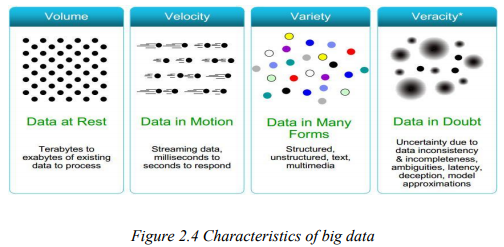 Volume
Data at Rest
Terabytes to
exabytes of existing
data to process
Velocity
Data in Motion
Streaming data,
milliseconds to
seconds to respond
Variety
Data in Many
Forms
Structured,
unstructured, text,
multimedia
Veracity*
Data in Doubt
Uncertainty due to
data inconsistency
& incompleteness,
ambiguities, latency,
deception, model
approximations
Figure 2.4 Characteristics of big data